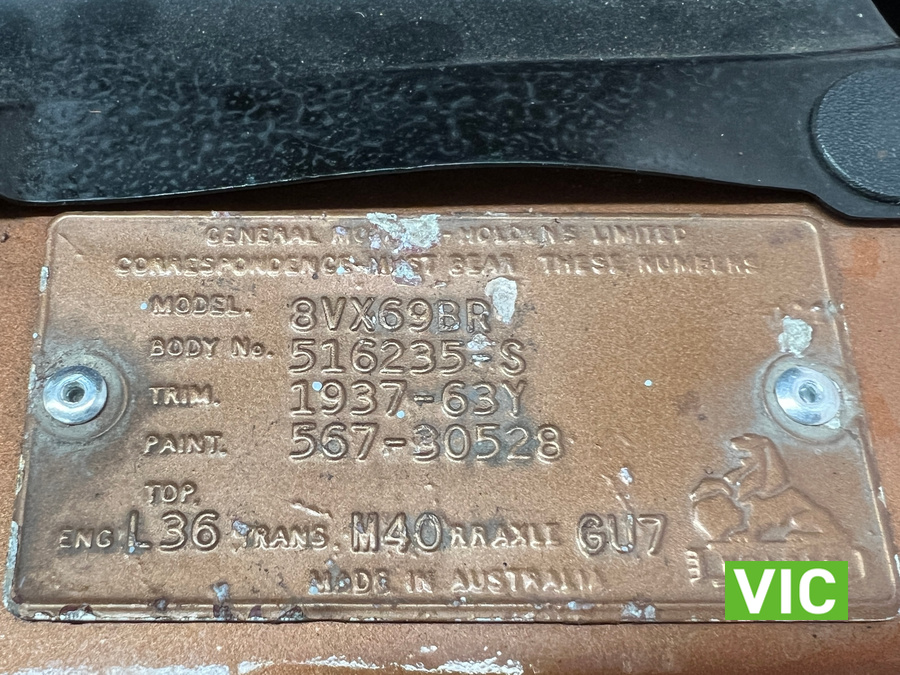 GENERAL MOTORS-HOLDEN'S LIMITED
CORRESPONDENCE MUST BEAR THESE NUMBERS
MODEL. 8VX69BR
BODY No. 516235-S
TRIM. 1937-63Y
PAINT. 567-30528
TOP.
ENG L36 TRANS. M40 RR AXLE GU7
MADE IN AUSTRALIA
VIC